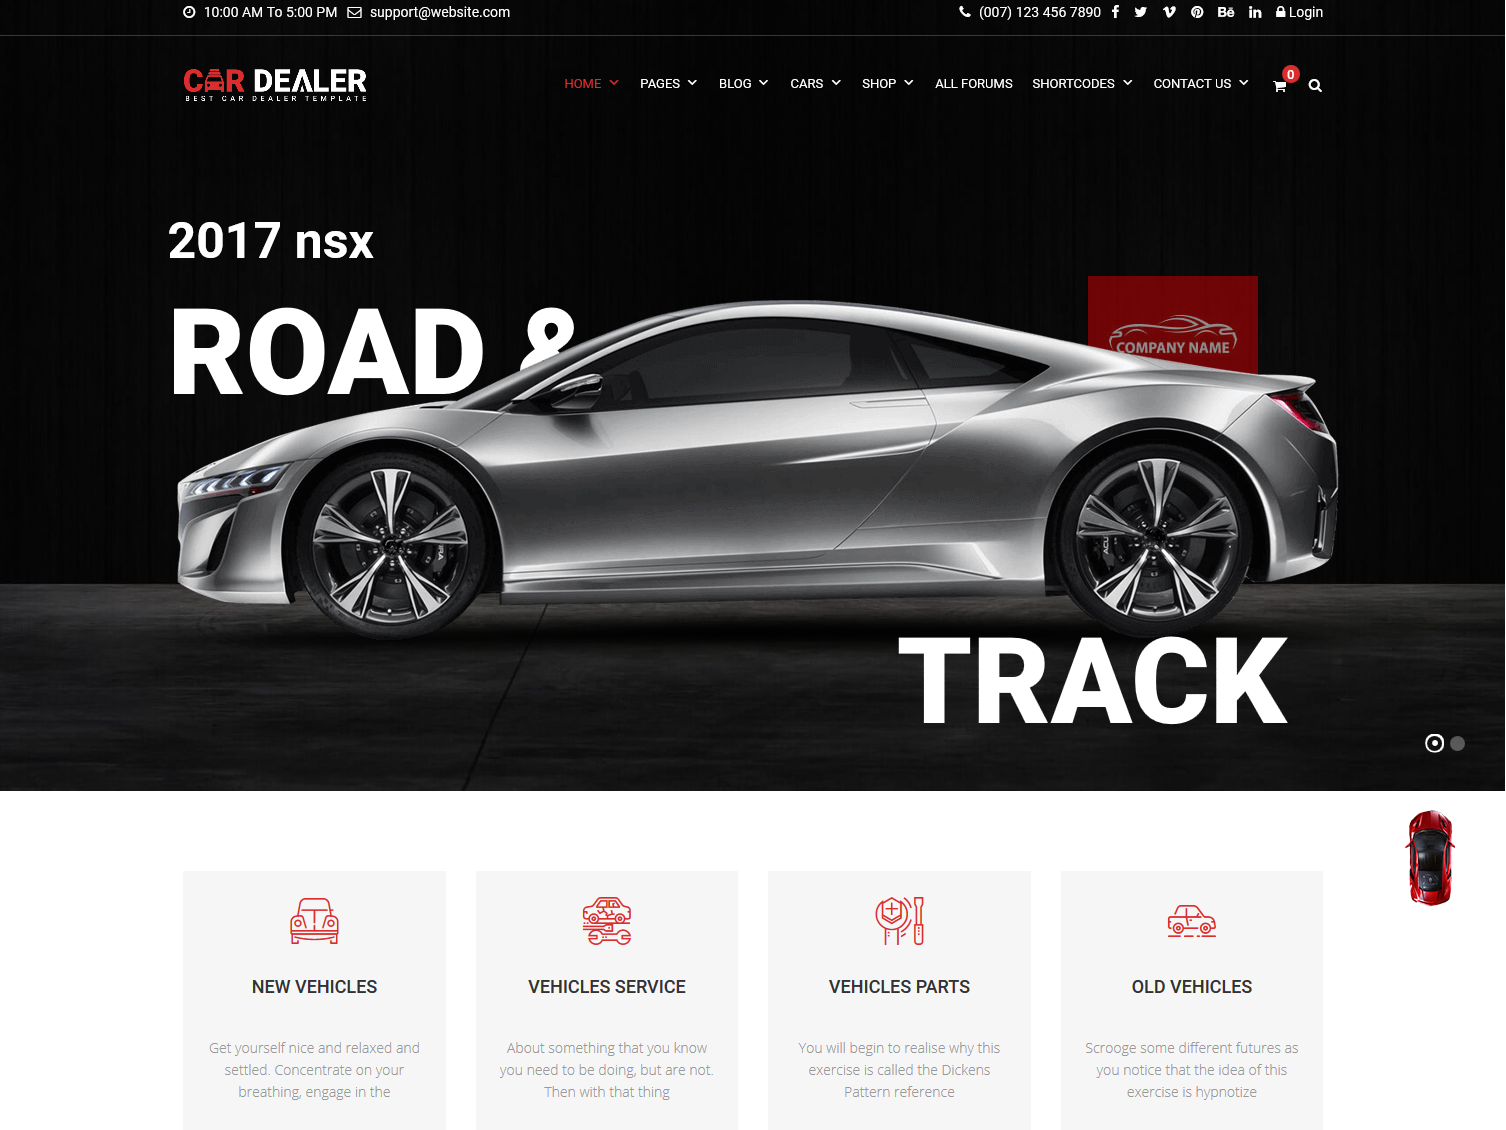 10:00 AM To 5:00 PM support@website.com (007) 123 456 7890 Bē in Login
CAR DEALER
BEST CAR DEALER TEMPLATE
HOME PAGES BLOG CARS SHOP ALL FORUMS SHORTCODES CONTACT US 0
2017 nsx
ROAD &
COMPANY NAME
TRACK
NEW VEHICLES
Get yourself nice and relaxed and
settled. Concentrate on your
breathing, engage in the
VEHICLES SERVICE
About something that you know
you need to be doing, but are not.
Then with that thing
VEHICLES PARTS
You will begin to realise why this
exercise is called the Dickens
Pattern reference
OLD VEHICLES
Scrooge some different futures as
you notice that the idea of this
exercise is hypnotize